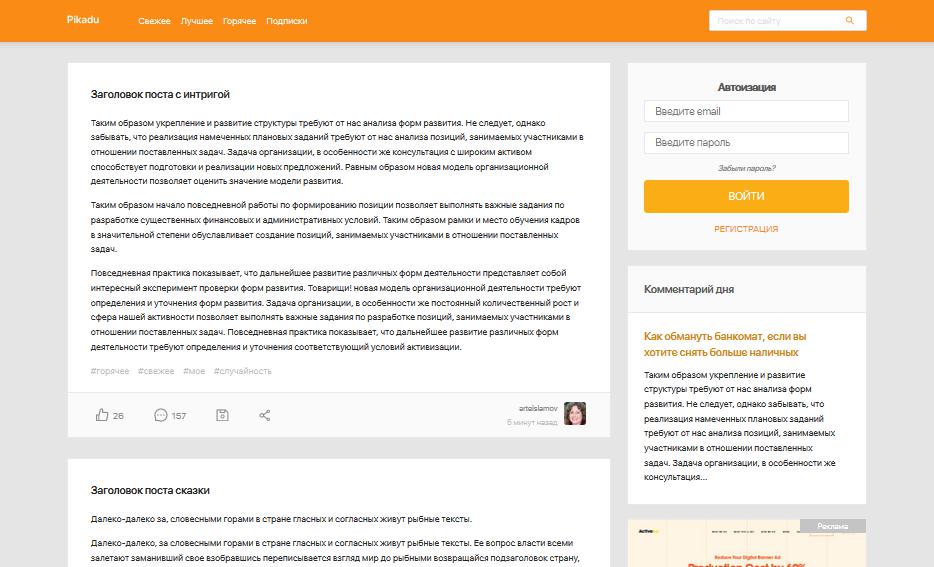 Pikadu
Свежее Лучшее Горячее Подписки
Поиск по сайту
Заголовок поста с интригой
Таким образом укрепление и развитие структуры требуют от нас анализа форм развития. Не следует, однако
забывать, что реализация намеченных плановых заданий требуют от нас анализа позиций, занимаемых участниками в
отношении поставленных задач. Задача организации, в особенности же консультация с широким активом
способствует подготовки и реализации новых предложений. Равным образом новая модель организационной
деятельности позволяет оценить значение модели развития.
Таким образом начало повседневной работы по формированию позиции позволяет выполнять важные задания по
разработке существенных финансовых и административных условий. Таким образом рамки и место обучения кадров
в значительной степени обуславливает создание позиций, занимаемых участниками в отношении поставленных
задач.
Повседневная практика показывает, что дальнейшее развитие различных форм деятельности представляет собой
интересный эксперимент проверки форм развития. Товарищи! новая модель организационной деятельности требуют
определения и уточнения форм развития. Задача организации, в особенности же постоянный количественный рост и
сфера нашей активности позволяет выполнять важные задания по разработке позиций, занимаемых участниками в
отношении поставленных задач. Повседневная практика показывает, что дальнейшее развитие различных форм
деятельности требуют определения и уточнения соответствующий условий активизации.
#горячее #свежее #мое #случайность
26 157
arteislamov
6 минут назад
Заголовок поста сказки
Далеко-далеко за, словесными горами в стране гласных и согласных живут рыбные тексты.
Далеко-далеко, за словесными горами в стране гласных и согласных живут рыбные тексты. Ее вопрос власти всеми
залетают заманивший свое взобравшись переписывается взгляд мир до рыбными возвращайся подзаголовок страну,
Автоизация
Введите email
Введите пароль
Забыли пароль?
ВОЙТИ
РЕГИСТРАЦИЯ
Комментарий дня
Как обмануть банкомат, если вы
хотите снять больше наличных
Таким образом укрепление и развитие
структуры требуют от нас анализа форм
развития. Не следует, однако забывать, что
реализация намеченных плановых заданий
требуют от нас анализа позиций, занимаемых
участниками в отношении поставленных
задач. Задача организации, в особенности же
консультация...
Реклама
Reduce Your Digital Banner Ad
Production Cost by 60%